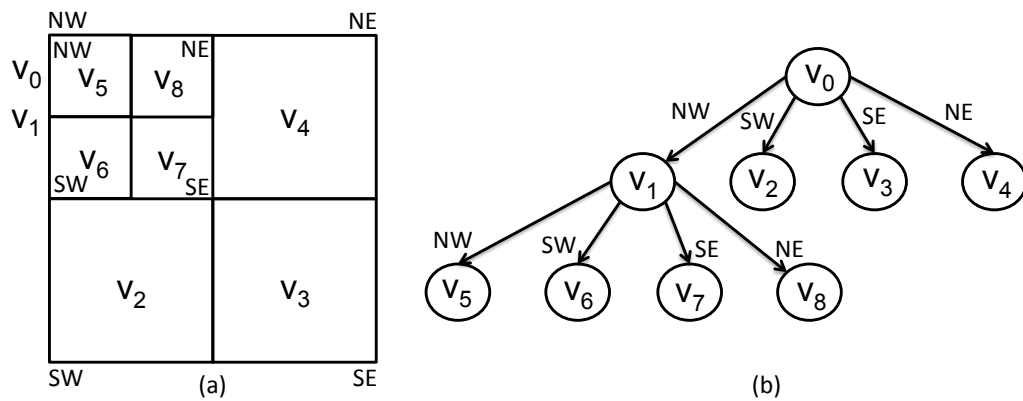 NW NE
NW NE
v0 v5 v8
v1 v4
v6 v7
SW SE
v2 v3
SW SE
(a)
v0
NW SW SE NE
v1 v2 v3 v4
NW SW SE NE
v5 v6 v7 v8
(b)